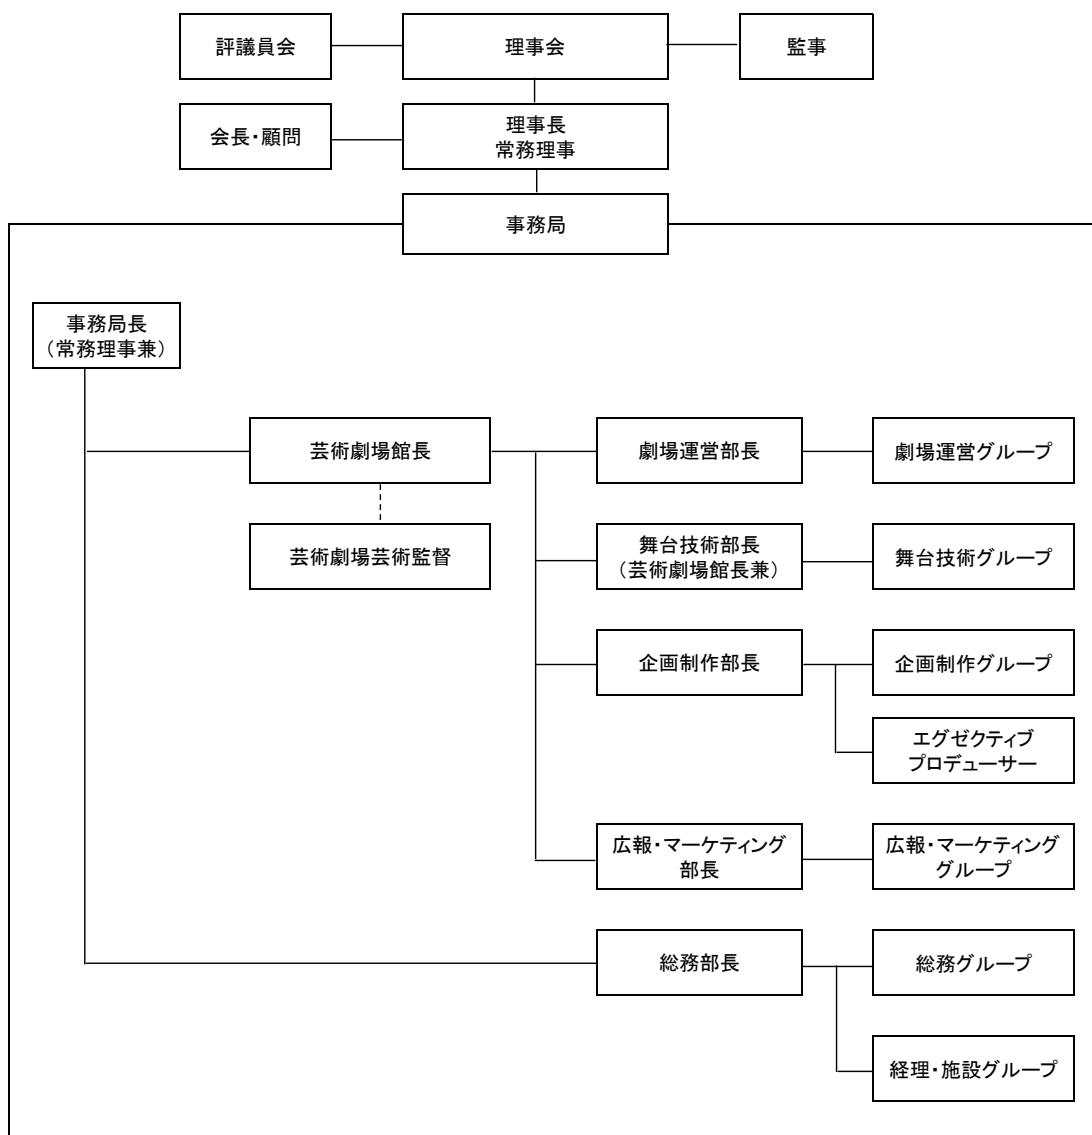 評議員会
理事会
監事
会長・顧問
理事長
常務理事
事務局
事務局長
（常務理事兼）
芸術劇場館長
劇場運営部長
劇場運営グループ
芸術劇場芸術監督
舞台技術部長
（芸術劇場館長兼）
舞台技術グループ
企画制作部長
企画制作グループ
エグゼクティブ
プロデューサー
広報・マーケティング
部長
広報・マーケティング
グループ
総務部長
総務グループ
経理・施設グループ